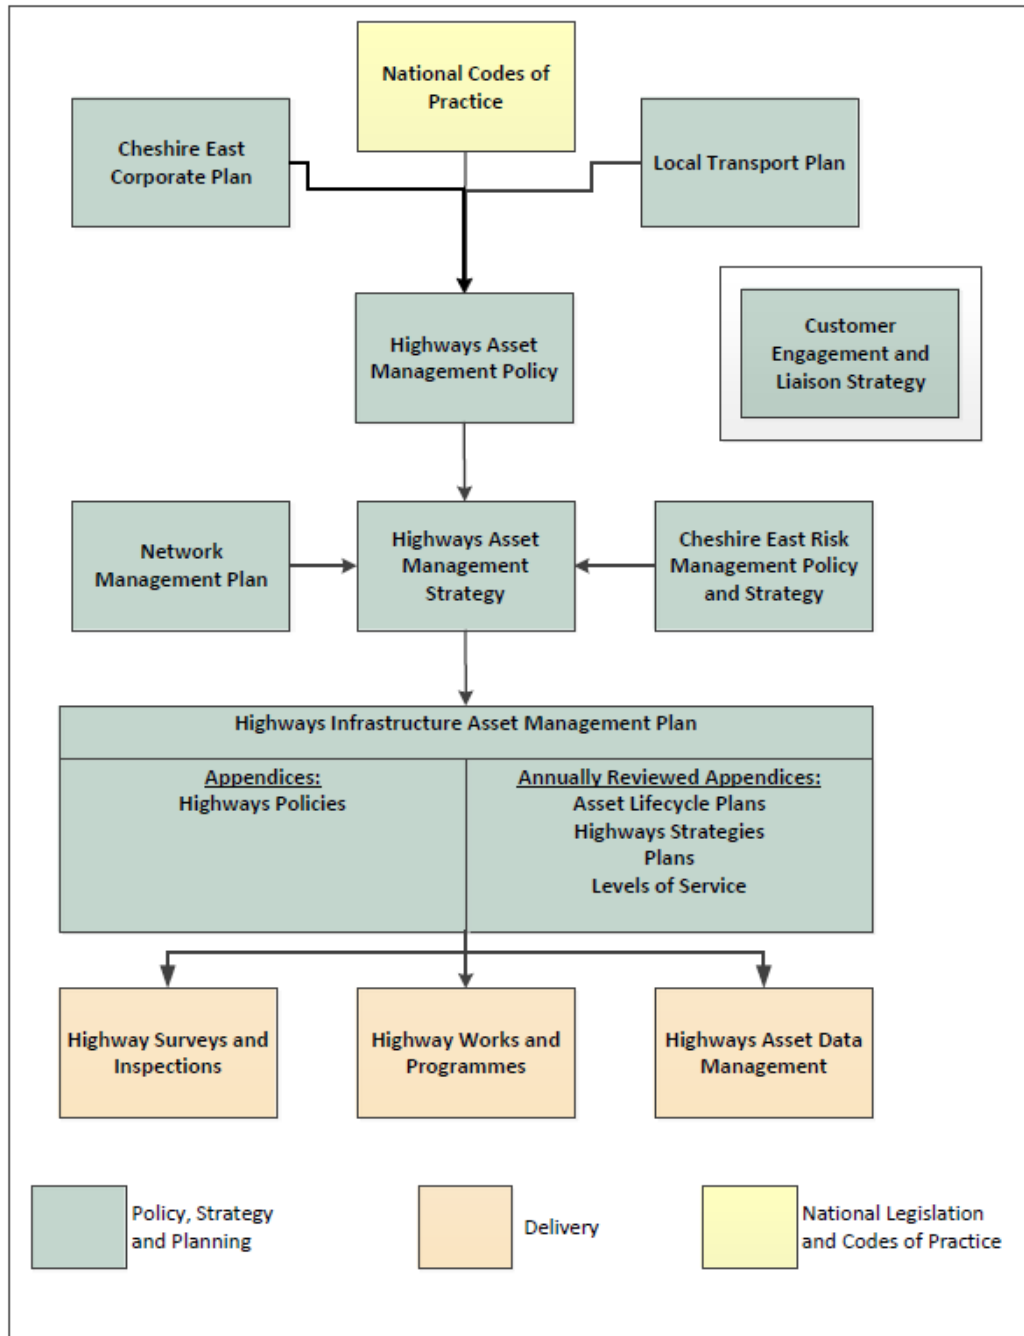 National Codes of
Practice
Cheshire East
Corporate Plan
Local Transport Plan
Highways Asset
Management Policy
Customer
Engagement and
Liaison Strategy
Network
Management Plan
Highways Asset
Management
Strategy
Cheshire East Risk
Management Policy
and Strategy
Highways Infrastructure Asset Management Plan
Appendices:
Highways Policies
Annually Reviewed Appendices:
Asset Lifecycle Plans
Highways Strategies
Plans
Levels of Service
Highway Surveys and
Inspections
Highway Works and
Programmes
Highways Asset Data
Management
Policy, Strategy
and Planning
Delivery
National Legislation
and Codes of Practice